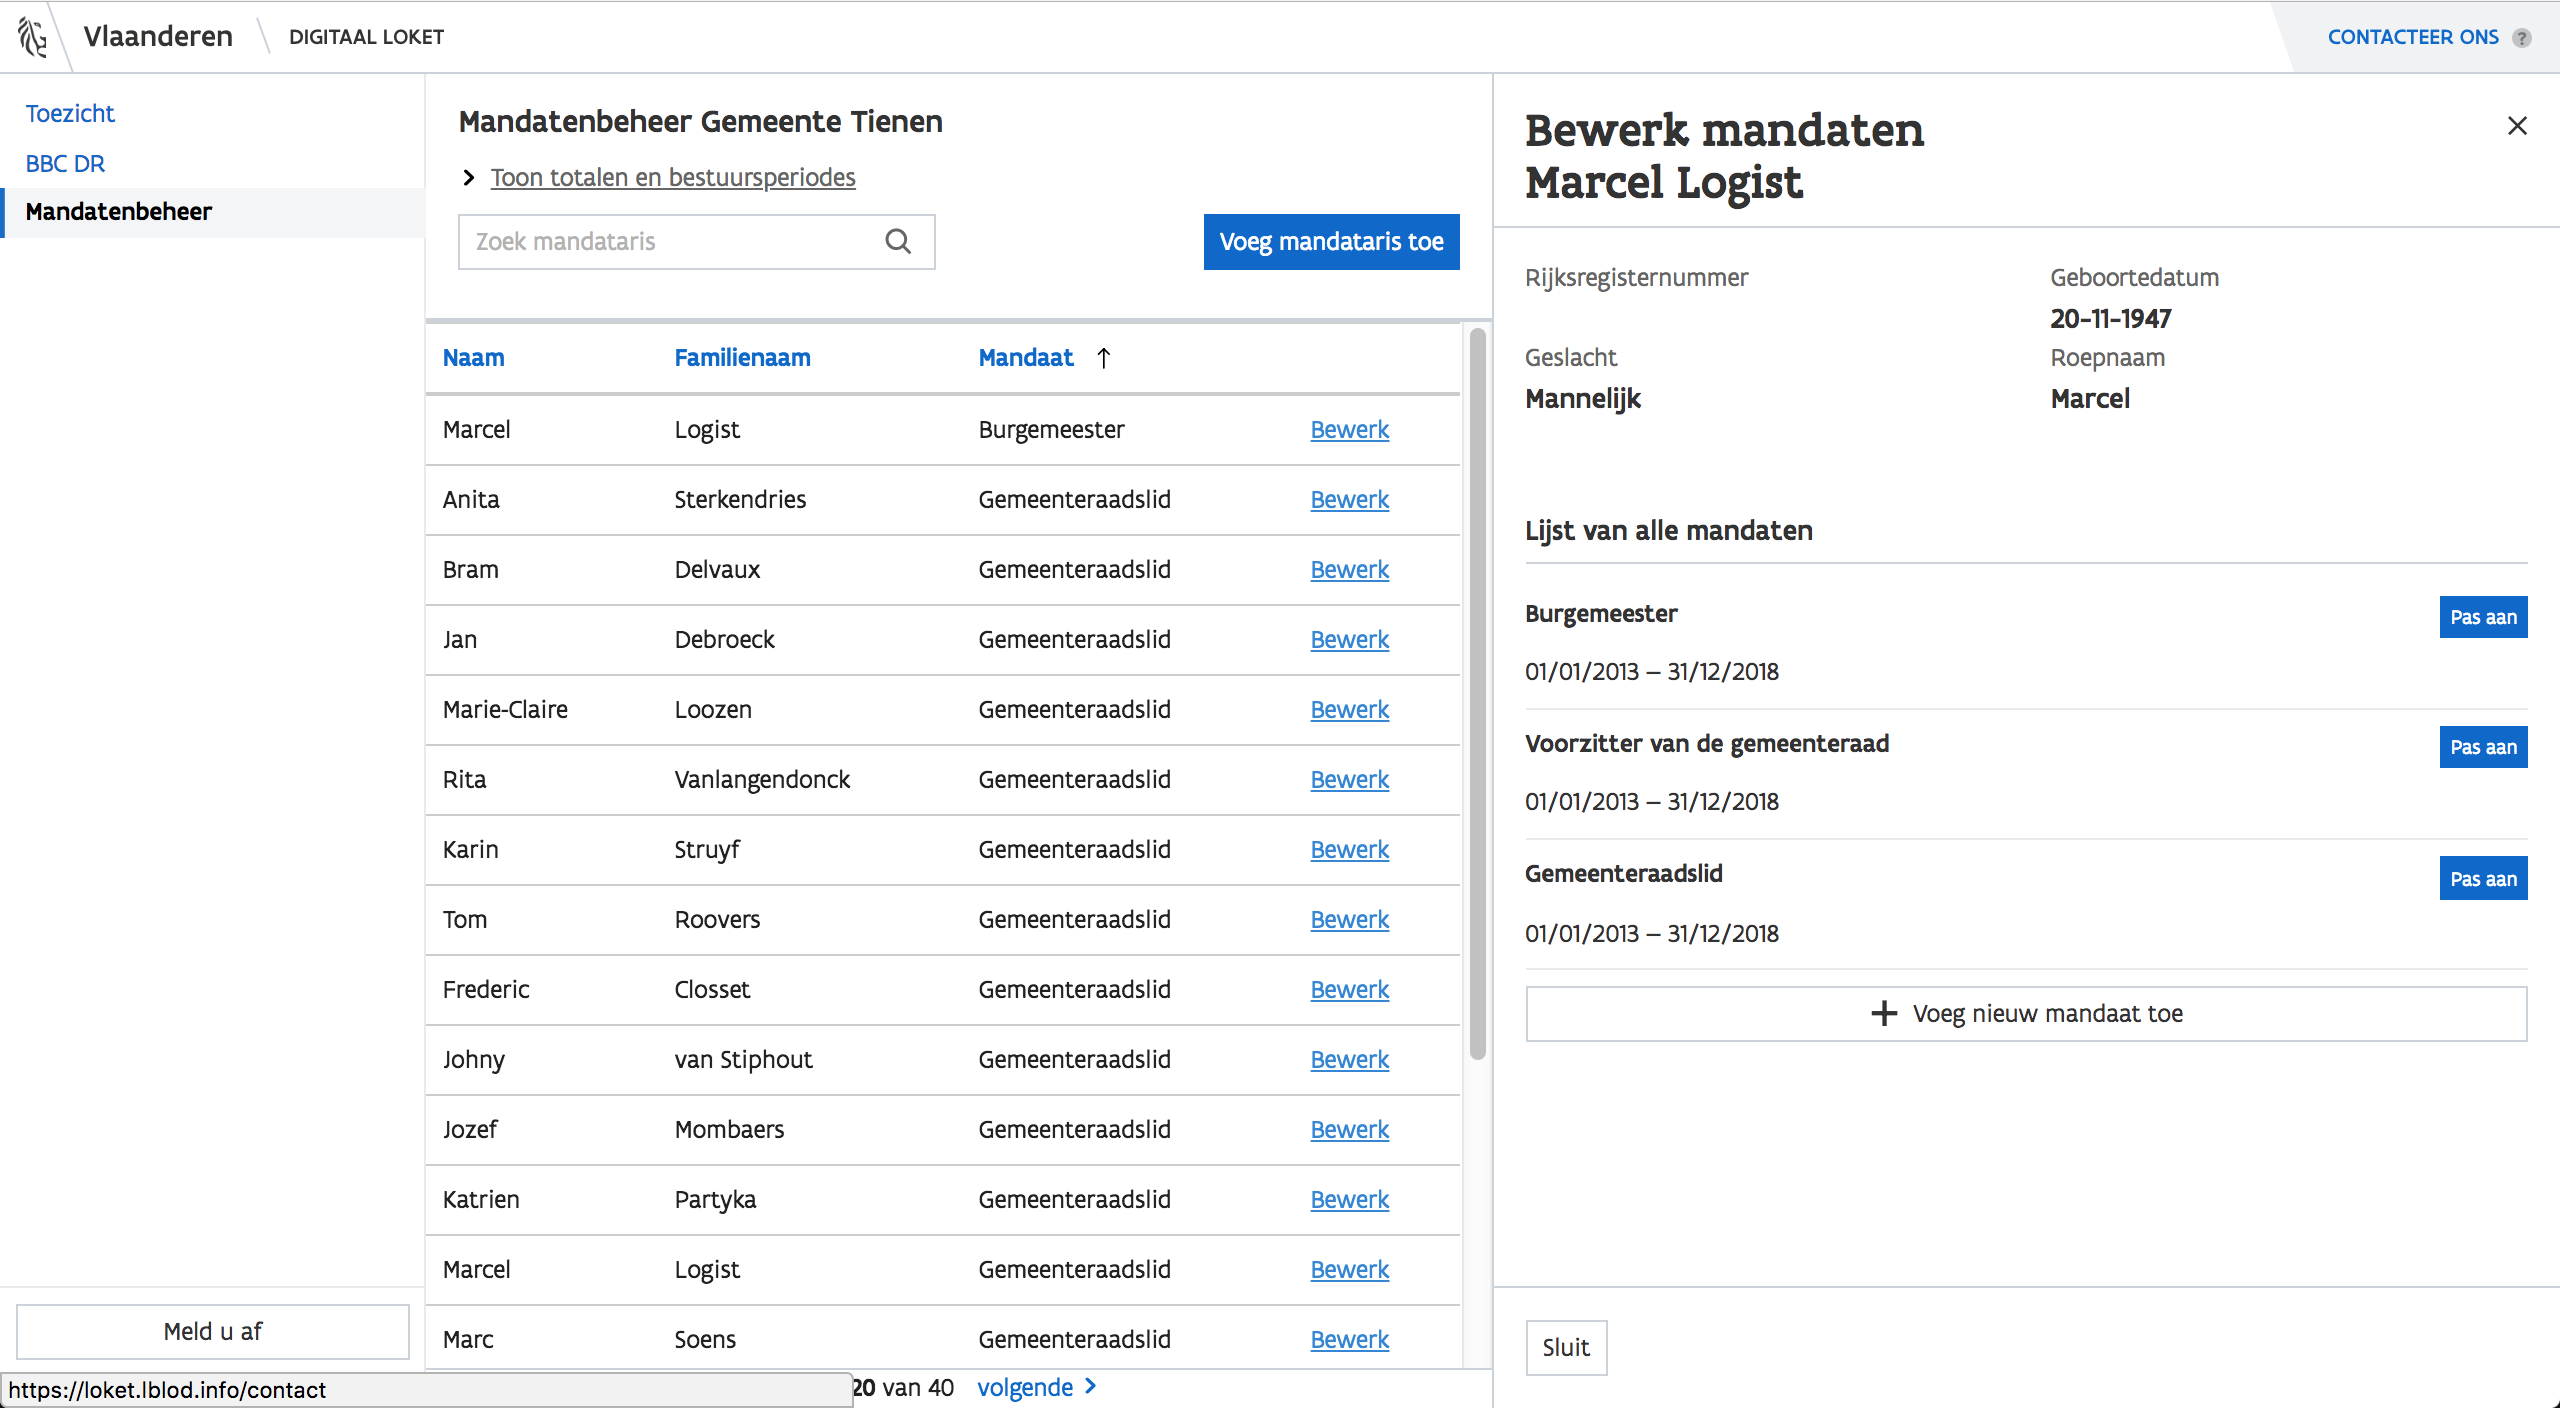 Vlaanderen DIGITAAL LOKET
CONTACTEER ONS ?
Toezicht
BBC DR
Mandatenbeheer
Meld u af
https://loket.lblod.info/contact
Mandatenbeheer Gemeente Tienen
Toon totalen en bestuursperiodes
Zoek mandataris
Voeg mandataris toe
Naam Familienaam Mandaat ↑
Marcel Logist Burgemeester Bewerk
Anita Sterkendries Gemeenteraadslid Bewerk
Bram Delvaux Gemeenteraadslid Bewerk
Jan Debroeck Gemeenteraadslid Bewerk
Marie-Claire Loozen Gemeenteraadslid Bewerk
Rita Vanlangendonck Gemeenteraadslid Bewerk
Karin Struyf Gemeenteraadslid Bewerk
Tom Roovers Gemeenteraadslid Bewerk
Frederic Closset Gemeenteraadslid Bewerk
Johny van Stiphout Gemeenteraadslid Bewerk
Jozef Mombaers Gemeenteraadslid Bewerk
Katrien Partyka Gemeenteraadslid Bewerk
Marcel Logist Gemeenteraadslid Bewerk
Marc Soens Gemeenteraadslid Bewerk
20 van 40 volgende
Bewerk mandaten
Marcel Logist
Rijksregisternummer
Geboortedatum
20-11-1947
Geslacht
Mannelijk
Roepnaam
Marcel
Lijst van alle mandaten
Burgemeester
Pas aan
01/01/2013 – 31/12/2018
Voorzitter van de gemeenteraad
Pas aan
01/01/2013 – 31/12/2018
Gemeenteraadslid
Pas aan
01/01/2013 – 31/12/2018
+ Voeg nieuw mandaat toe
Sluit